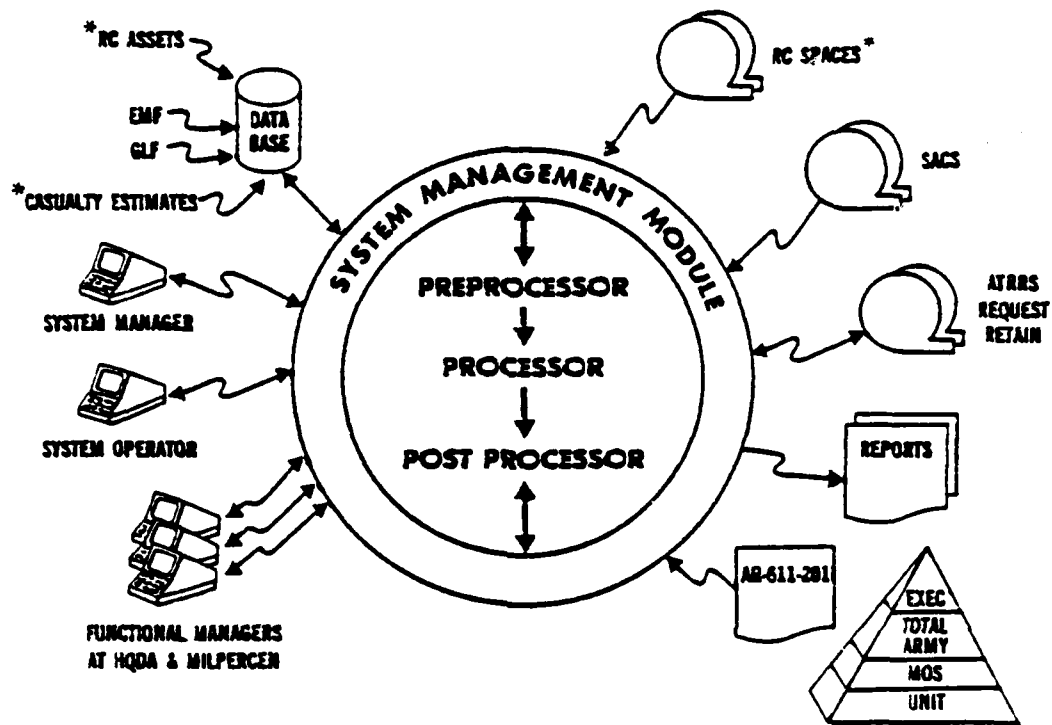 *RC ASSETS
EMF
GLF
DATA
BASE
*CASUALTY ESTIMATES
RC SPACES*
SACS
SYSTEM MANAGEMENT MODULE
PREPROCESSOR
PROCESSOR
POST PROCESSOR
SYSTEM MANAGER
SYSTEM OPERATOR
FUNCTIONAL MANAGERS
AT HQDA & MILPERCEN
ATRRS
REQUEST
RETAIN
REPORTS
AR-611-201
EXEC
TOTAL
ARMY
MOS
UNIT